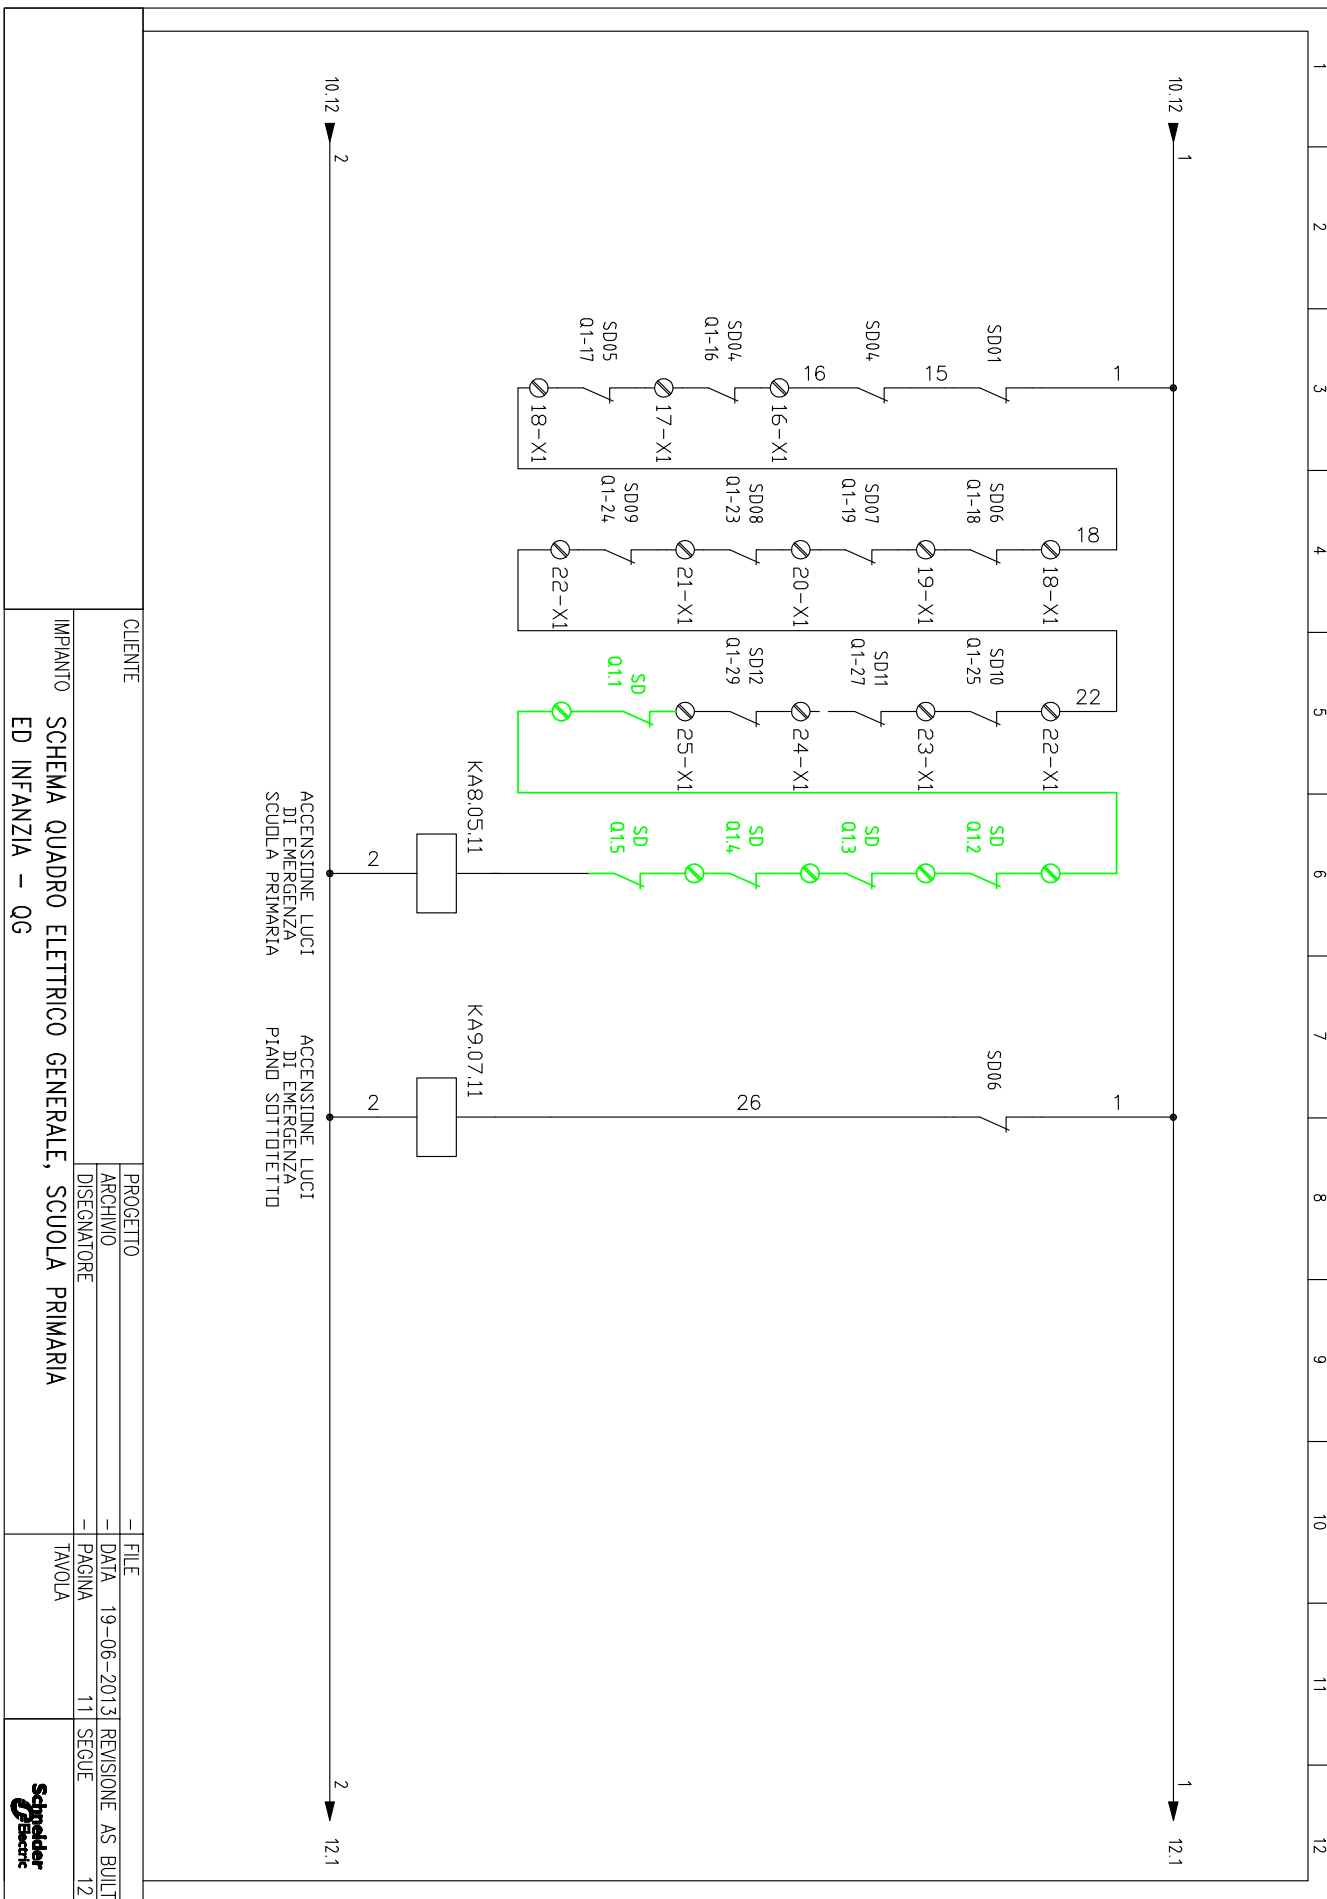 1 2 3 4 5 6 7 8 9 10 11 12
10.12 1 1 12.1
1
SD01
15
SD04
16
16-X1
SD04
Q1-16
17-X1
SD05
Q1-17
18-X1
18
18-X1
SD06
Q1-18
19-X1
SD07
Q1-19
20-X1
SD08
Q1-23
21-X1
SD09
Q1-24
22-X1
22
22-X1
SD10
Q1-25
23-X1
SD11
Q1-27
24-X1
SD12
Q1-29
25-X1
SD
Q1.1
SD
Q1.2
SD
Q1.3
SD
Q1.4
SD
Q1.5
KA8.05.11
2
ACCENSIONE LUCI
DI EMERGENZA
SCUOLA PRIMARIA
1
SD06
26
KA9.07.11
2
ACCENSIONE LUCI
DI EMERGENZA
PIANO SOTTOTETTO
10.12 2 2 12.1
CLIENTE
IMPIANTO SCHEMA QUADRO ELETTRICO GENERALE, SCUOLA PRIMARIA
ED INFANZIA - QG
PROGETTO -
ARCHIVIO -
DISEGNATORE -
FILE
DATA 19-06-2013 REVISIONE AS BUILT
PAGINA 11 SEGUE 12
TAVOLA
Schneider
Electric